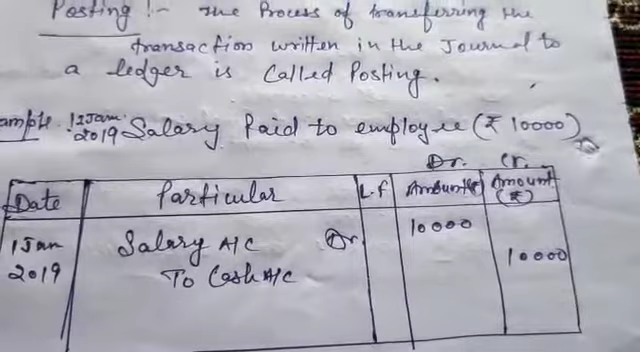 Posting :- The Process of transferring the
transaction written in the Journal to
a ledger is Called Posting.
ample : 1 Jan 2019 Salary Paid to employee (₹ 10000)
Dr. Cr.
Date Particular L.F Amount Amount (₹)
1 Jan 2019 Salary A/C Dr. 10000
To Cash A/C 10000